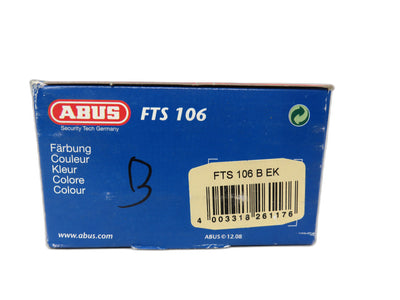 ABUS FTS 106
Security Tech Germany
Färbung
Couleur
Kleur
Colore
Colour
B
FTS 106 B EK
4 003318 261176
www.abus.com
ABUS © 12.08